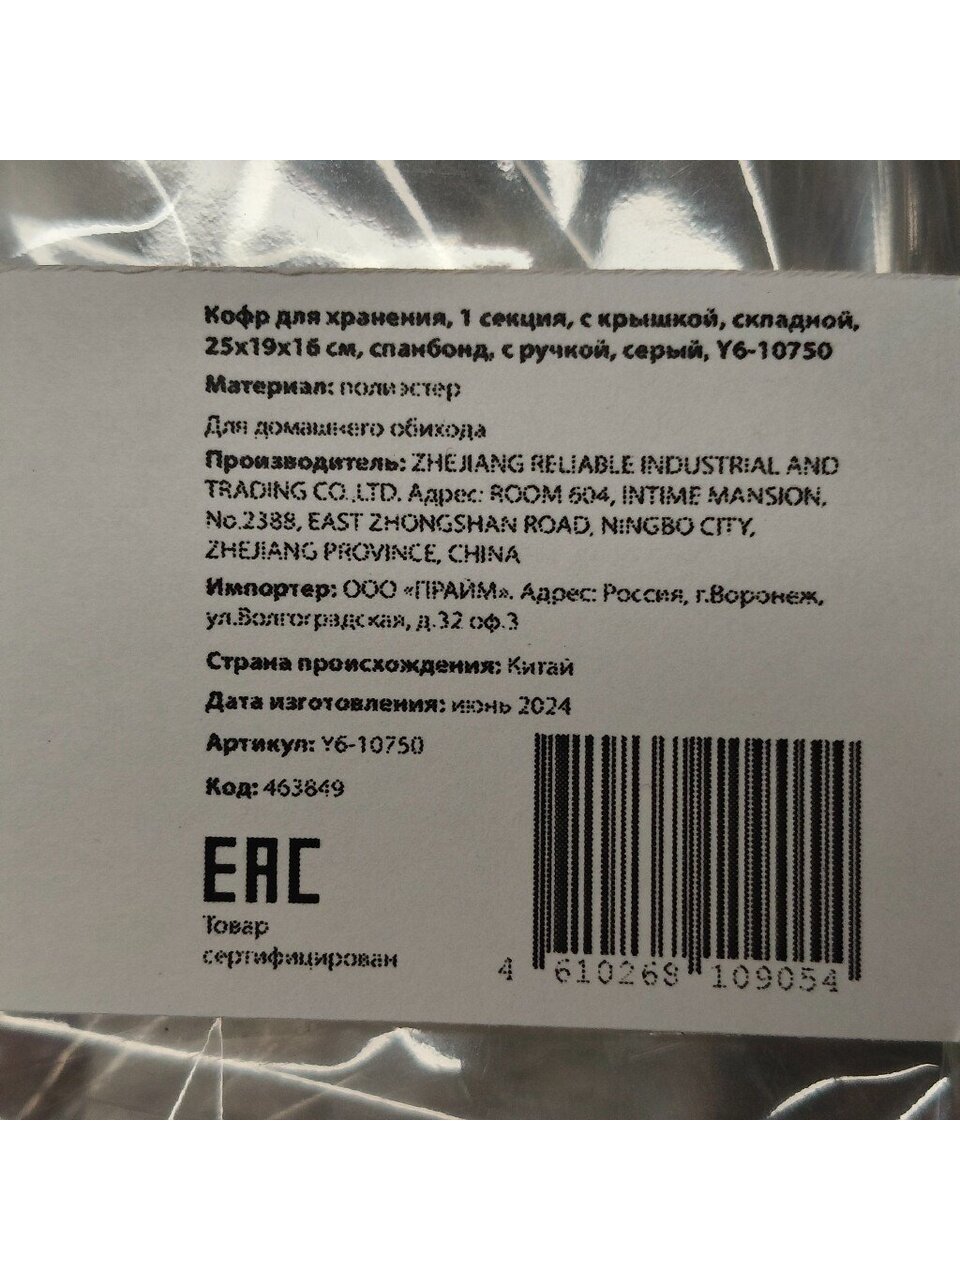 Кофр для хранения, 1 секция, с крышкой, складной,
25х19х16 см, спанбонд, с ручкой, серый, Y6-10750
Материал: полиэстер
Для домашнего обихода
Производитель: ZHEJIANG RELIABLE INDUSTRIAL AND
TRADING CO.,LTD. Адрес: ROOM 604, INTIME MANSION,
No.2388, EAST ZHONGSHAN ROAD, NINGBO CITY,
ZHEJIANG PROVINCE, CHINA
Импортер: ООО «ПРАЙМ». Адрес: Россия, г.Воронеж,
ул.Волгоградская, д.32 оф.3
Страна происхождения: Китай
Дата изготовления: июнь 2024
Артикул: Y6-10750
Код: 463849
EAC
Товар
сертифицирован
4 610268 109054